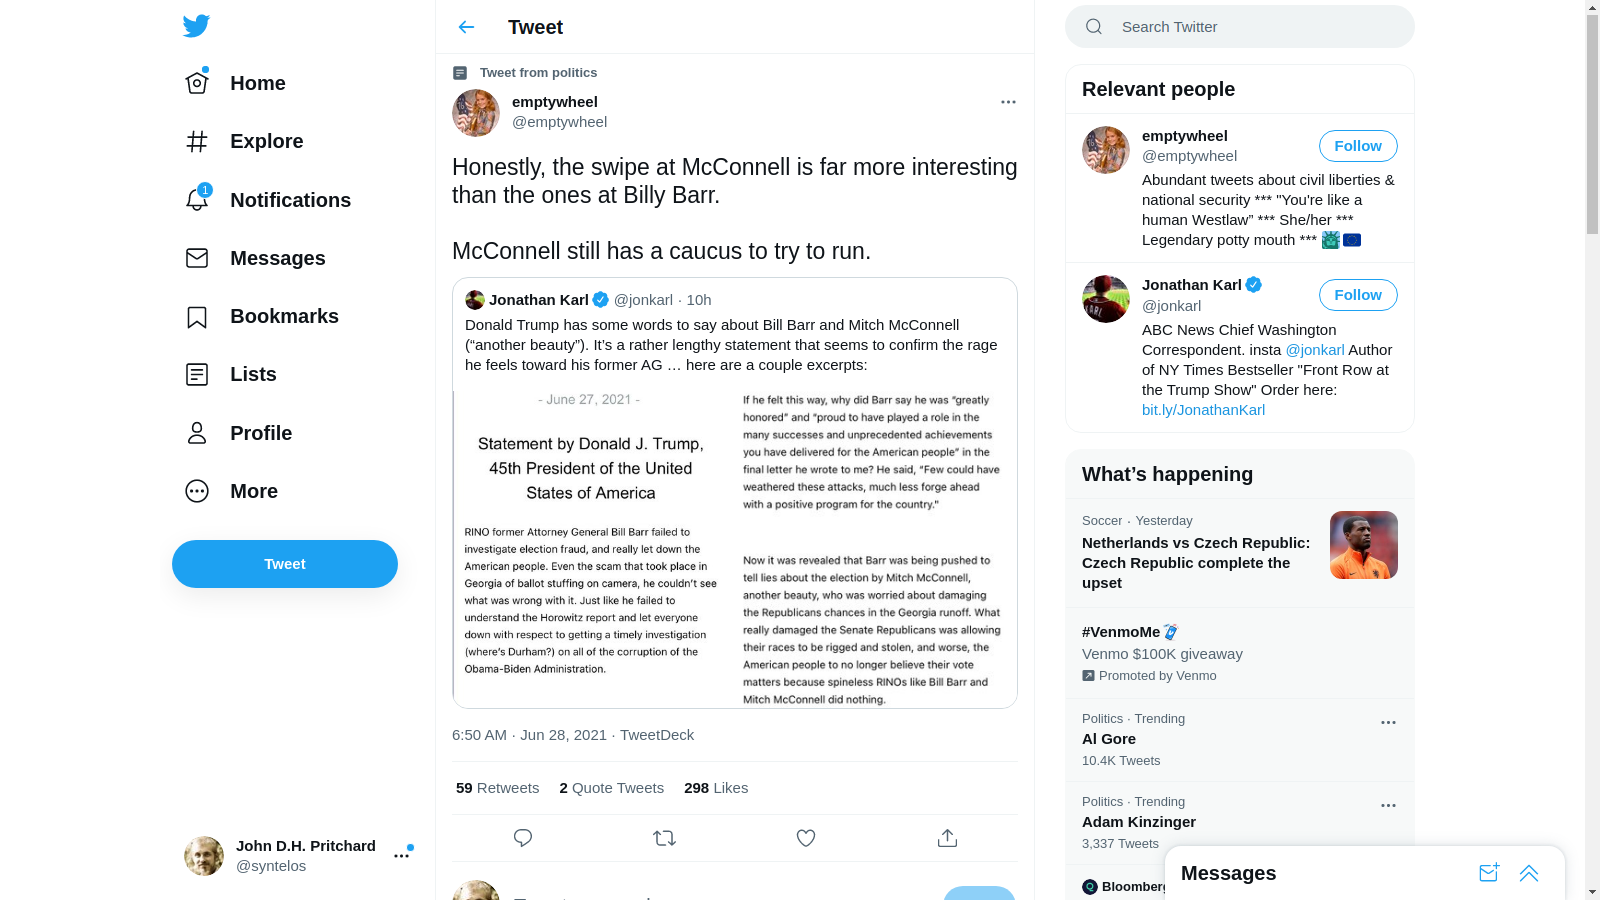 Home
Explore
1
Notifications
Messages
Bookmarks
Lists
Profile
More
Tweet
John D.H. Pritchard
@syntelos
Tweet
Tweet from politics
emptywheel
@emptywheel
Honestly, the swipe at McConnell is far more interesting
than the ones at Billy Barr.
McConnell still has a caucus to try to run.
Jonathan Karl @jonkarl · 10h
Donald Trump has some words to say about Bill Barr and Mitch McConnell
(“another beauty”). It’s a rather lengthy statement that seems to confirm the rage
he feels toward his former AG … here are a couple excerpts:
- June 27, 2021 -
Statement by Donald J. Trump,
45th President of the United
States of America
RINO former Attorney General Bill Barr failed to
investigate election fraud, and really let down the
American people. Even the scam that took place in
Georgia of ballot stuffing on camera, he couldn’t see
what was wrong with it. Just like he failed to
understand the Horowitz report and let everyone
down with respect to getting a timely investigation
(where’s Durham?) on all of the corruption of the
Obama-Biden Administration.
If he felt this way, why did Barr say he was “greatly
honored” and “proud to have played a role in the
many successes and unprecedented achievements
you have delivered for the American people” in the
final letter he wrote to me? He said, “Few could have
weathered these attacks, much less forge ahead
with a positive program for the country."
Now it was revealed that Barr was being pushed to
tell lies about the election by Mitch McConnell,
another beauty, who was worried about damaging
the Republicans chances in the Georgia runoff. What
really damaged the Senate Republicans was allowing
their races to be rigged and stolen, and worse, the
American people to no longer believe their vote
matters because spineless RINOs like Bill Barr and
Mitch McConnell did nothing.
6:50 AM · Jun 28, 2021 · TweetDeck
59 Retweets 2 Quote Tweets 298 Likes
Search Twitter
Relevant people
emptywheel
@emptywheel
Follow
Abundant tweets about civil liberties &
national security *** "You're like a
human Westlaw” *** She/her ***
Legendary potty mouth ***
Jonathan Karl
@jonkarl
Follow
ABC News Chief Washington
Correspondent. insta @jonkarl Author
of NY Times Bestseller "Front Row at
the Trump Show" Order here:
bit.ly/JonathanKarl
What’s happening
Soccer · Yesterday
Netherlands vs Czech Republic:
Czech Republic complete the
upset
#VenmoMe
Venmo $100K giveaway
Promoted by Venmo
Politics · Trending
Al Gore
10.4K Tweets
Politics · Trending
Adam Kinzinger
3,337 Tweets
Bloomberg
Messages